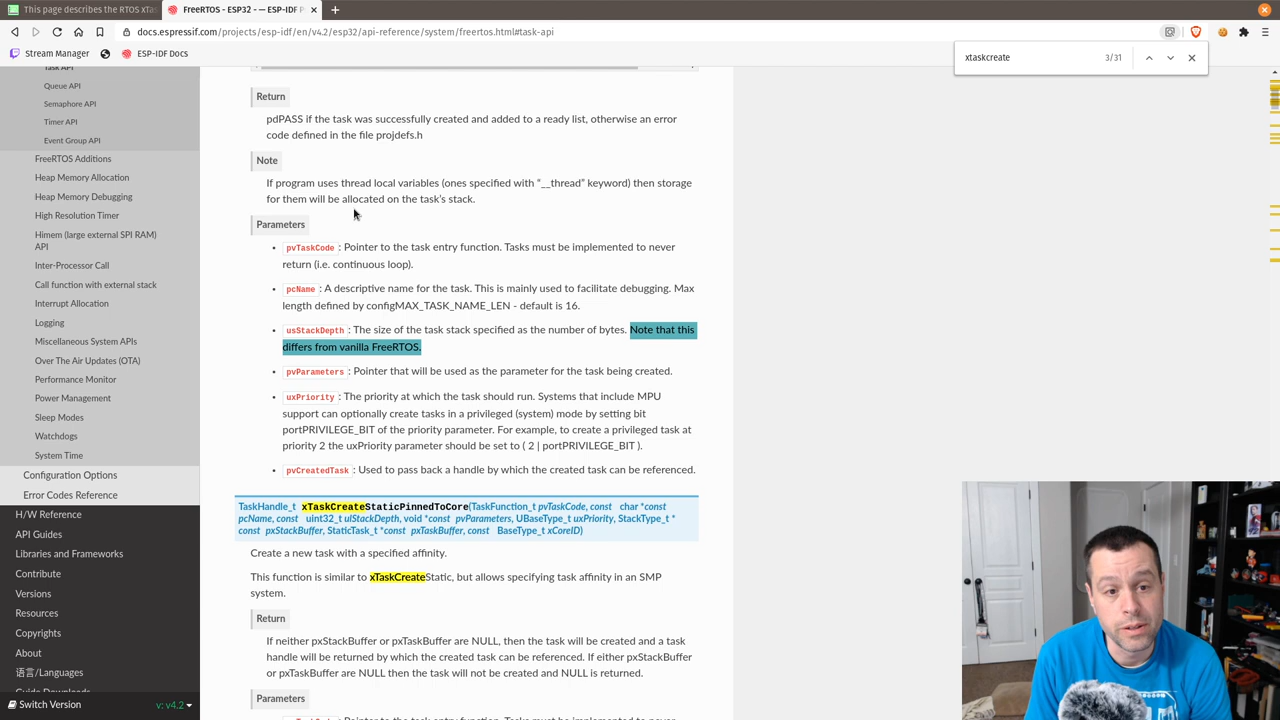 This page describes the RTOS xTas
FreeRTOS - ESP32 - — ESP-IDF P
docs.espressif.com/projects/esp-idf/en/v4.2/esp32/api-reference/system/freertos.html#task-api
Stream Manager
ESP-IDF Docs
xtaskcreate
3/31
Task API
Queue API
Semaphore API
Timer API
Event Group API
FreeRTOS Additions
Heap Memory Allocation
Heap Memory Debugging
High Resolution Timer
Himem (large external SPI RAM)
API
Inter-Processor Call
Call function with external stack
Interrupt Allocation
Logging
Miscellaneous System APIs
Over The Air Updates (OTA)
Performance Monitor
Power Management
Sleep Modes
Watchdogs
System Time
Configuration Options
Error Codes Reference
H/W Reference
API Guides
Libraries and Frameworks
Contribute
Versions
Resources
Copyrights
About
语言/Languages
Switch Version
v: v4.2
Return
pdPASS if the task was successfully created and added to a ready list, otherwise an error
code defined in the file projdefs.h
Note
If program uses thread local variables (ones specified with “__thread” keyword) then storage
for them will be allocated on the task’s stack.
Parameters
• pvTaskCode : Pointer to the task entry function. Tasks must be implemented to never
return (i.e. continuous loop).
• pcName : A descriptive name for the task. This is mainly used to facilitate debugging. Max
length defined by configMAX_TASK_NAME_LEN - default is 16.
• usStackDepth : The size of the task stack specified as the number of bytes. Note that this
differs from vanilla FreeRTOS.
• pvParameters : Pointer that will be used as the parameter for the task being created.
• uxPriority : The priority at which the task should run. Systems that include MPU
support can optionally create tasks in a privileged (system) mode by setting bit
portPRIVILEGE_BIT of the priority parameter. For example, to create a privileged task at
priority 2 the uxPriority parameter should be set to ( 2 | portPRIVILEGE_BIT ).
• pvCreatedTask : Used to pass back a handle by which the created task can be referenced.
TaskHandle_t xTaskCreateStaticPinnedToCore(TaskFunction_t pvTaskCode, const char *const
pcName, const uint32_t ulStackDepth, void *const pvParameters, UBaseType_t uxPriority, StackType_t *
const pxStackBuffer, StaticTask_t *const pxTaskBuffer, const BaseType_t xCoreID)
Create a new task with a specified affinity.
This function is similar to xTaskCreateStatic, but allows specifying task affinity in an SMP
system.
Return
If neither pxStackBuffer or pxTaskBuffer are NULL, then the task will be created and a task
handle will be returned by which the created task can be referenced. If either pxStackBuffer
or pxTaskBuffer are NULL then the task will not be created and NULL is returned.
Parameters